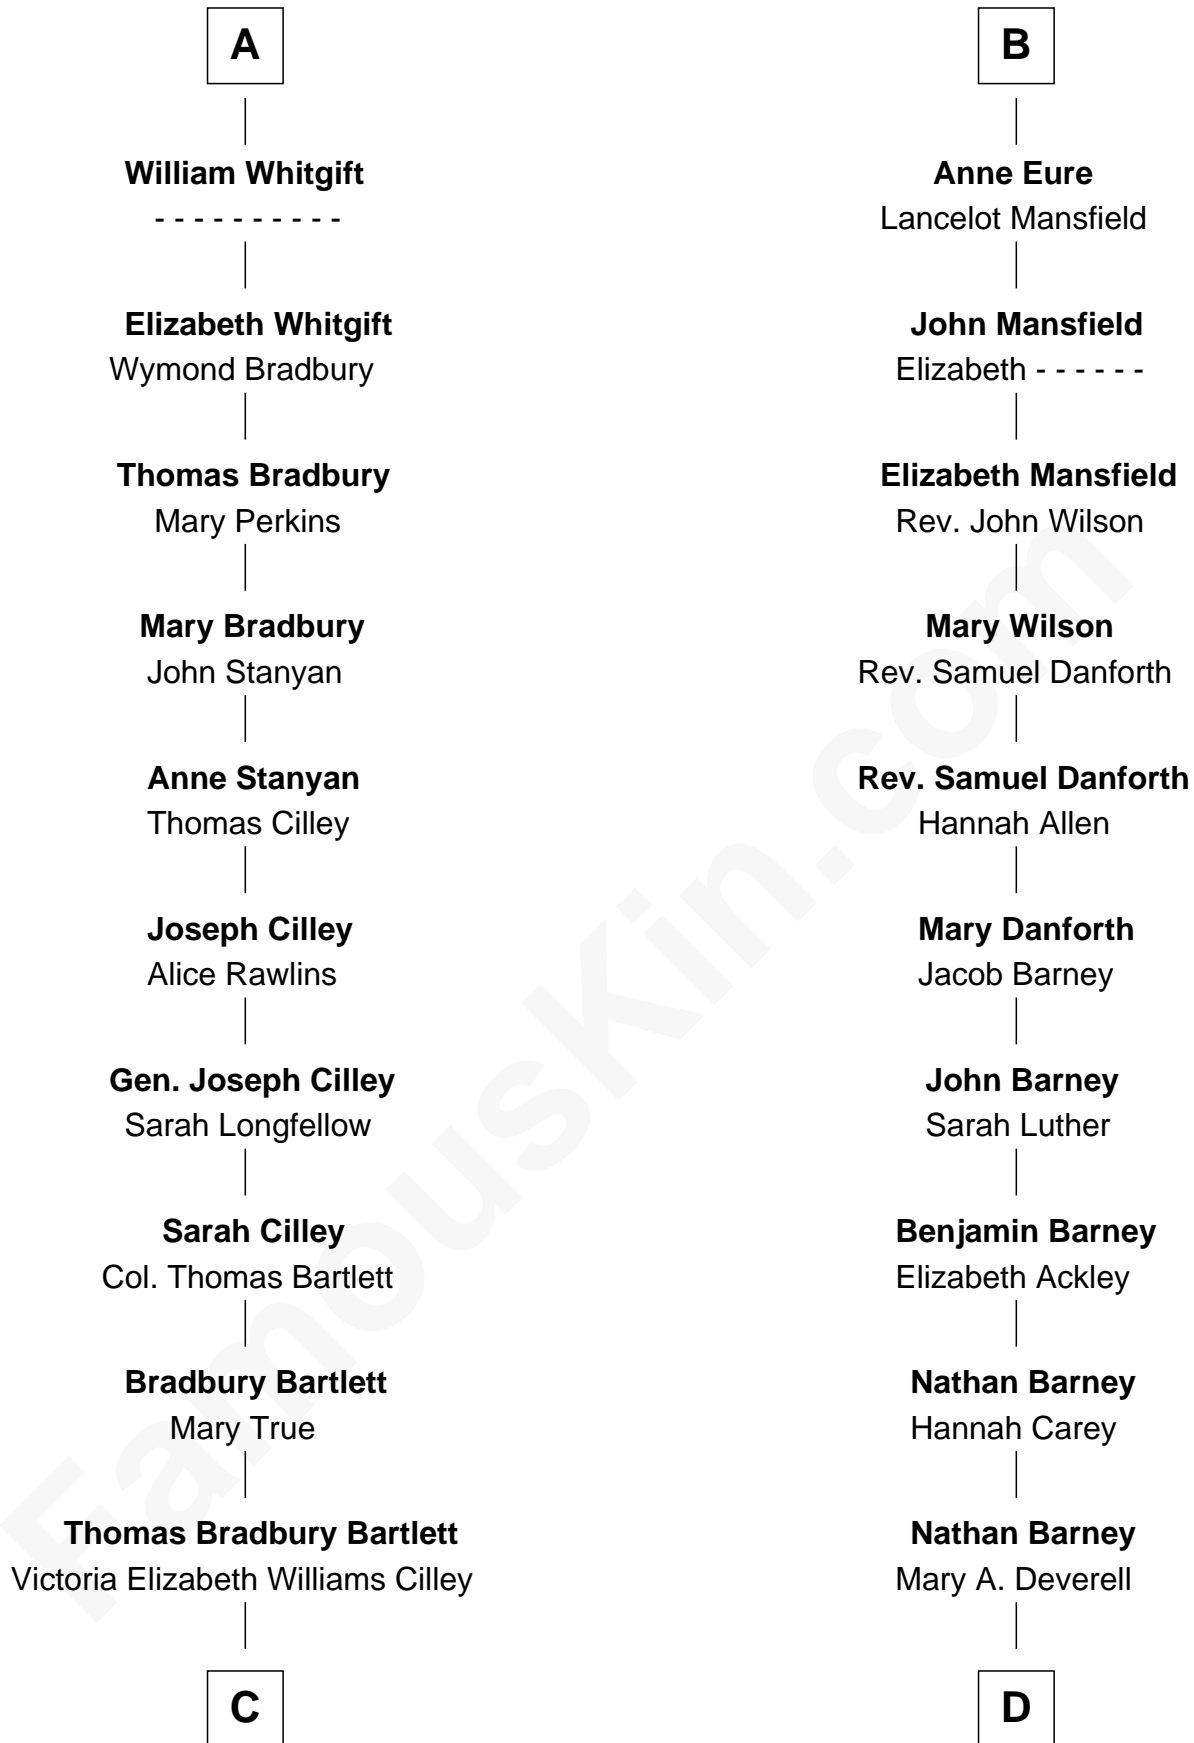 A
William Whitgift
- - - - - - - - - -
Elizabeth Whitgift
Wymond Bradbury
Thomas Bradbury
Mary Perkins
Mary Bradbury
John Stanyan
Anne Stanyan
Thomas Cilley
Joseph Cilley
Alice Rawlins
Gen. Joseph Cilley
Sarah Longfellow
Sarah Cilley
Col. Thomas Bartlett
Bradbury Bartlett
Mary True
Thomas Bradbury Bartlett
Victoria Elizabeth Williams Cilley
C
B
Anne Eure
Lancelot Mansfield
John Mansfield
Elizabeth - - - - - -
Elizabeth Mansfield
Rev. John Wilson
Mary Wilson
Rev. Samuel Danforth
Rev. Samuel Danforth
Hannah Allen
Mary Danforth
Jacob Barney
John Barney
Sarah Luther
Benjamin Barney
Elizabeth Ackley
Nathan Barney
Hannah Carey
Nathan Barney
Mary A. Deverell
D
FamousKin.com